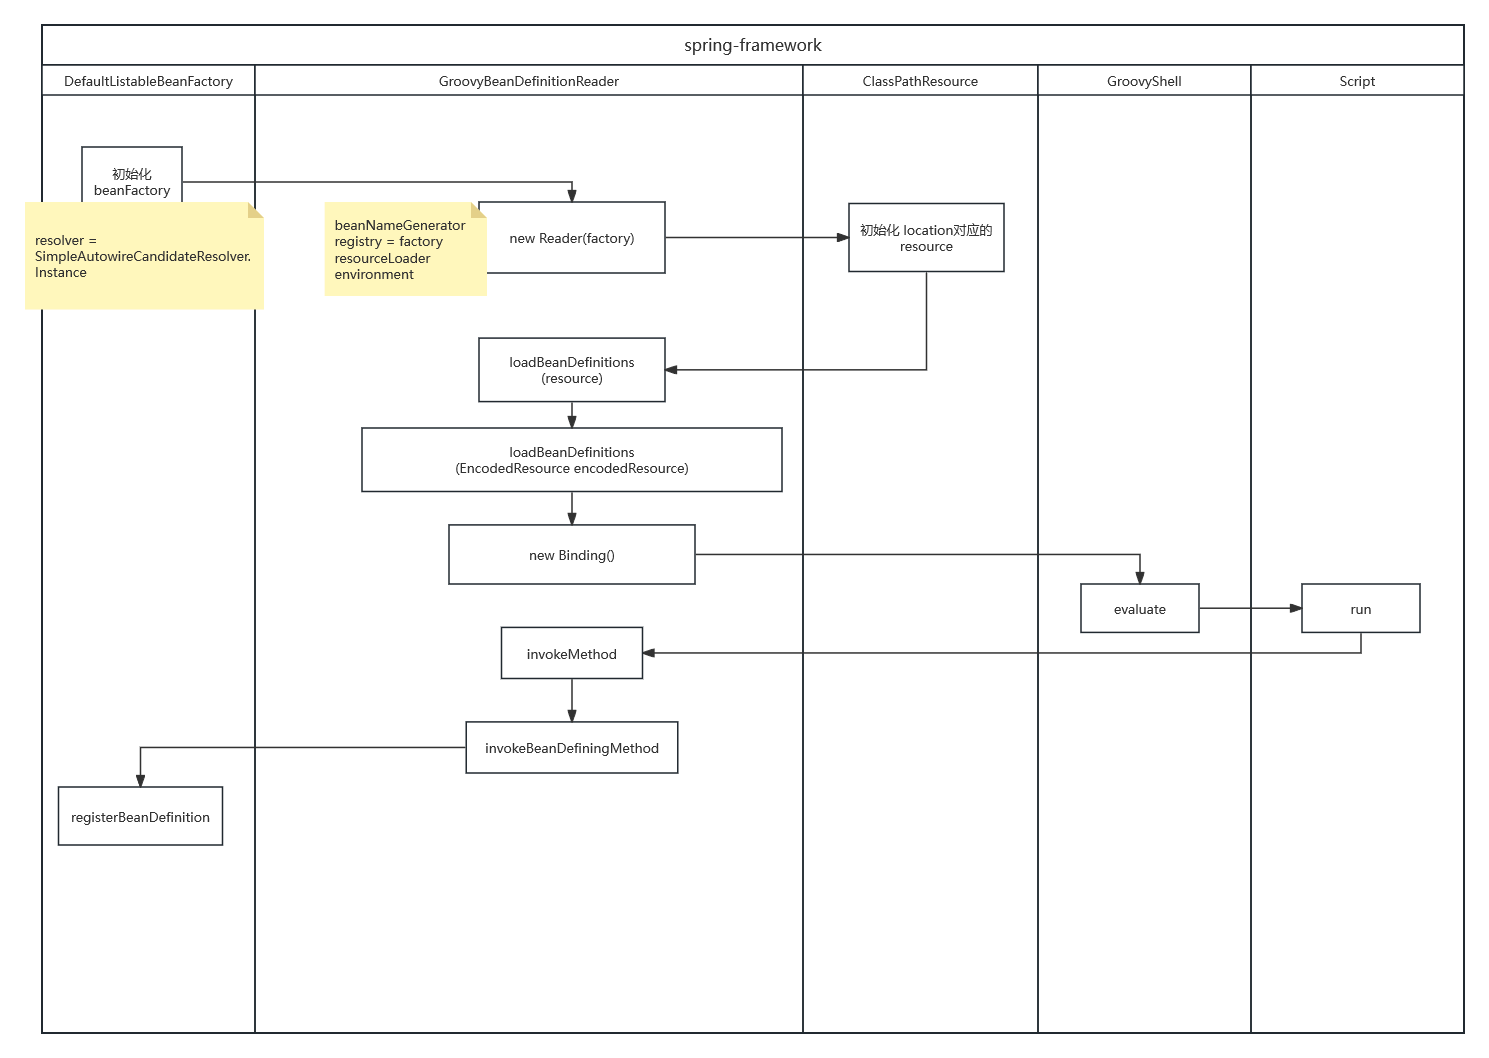 spring-framework
DefaultListableBeanFactory
GroovyBeanDefinitionReader
ClassPathResource
GroovyShell
Script
初始化
beanFactory
resolver =
SimpleAutowireCandidateResolver.
Instance
beanNameGenerator
registry = factory
resourceLoader
environment
new Reader(factory)
初始化 location对应的
resource
loadBeanDefinitions
(resource)
loadBeanDefinitions
(EncodedResource encodedResource)
new Binding()
evaluate
run
invokeMethod
invokeBeanDefiningMethod
registerBeanDefinition